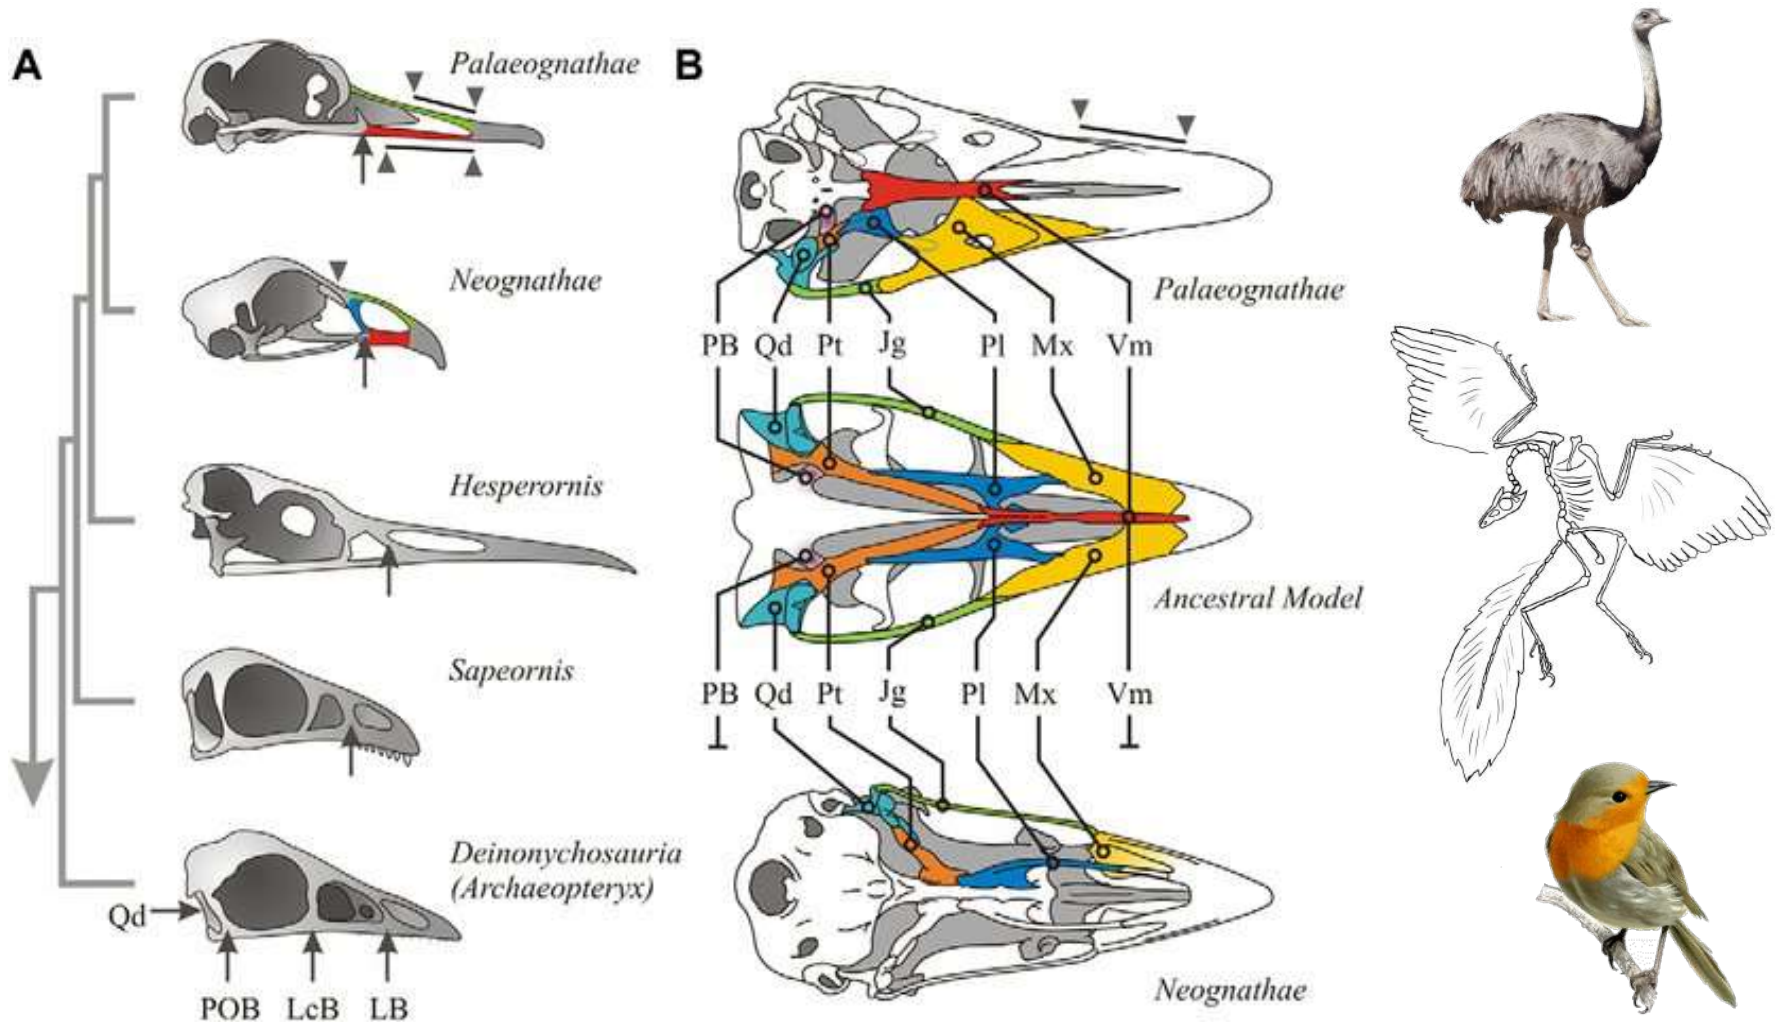 A
Palaeognathae
Neognathae
Hesperornis
Sapeornis
Deinonychosauria
(Archaeopteryx)
Qd
POB LcB LB
B
Palaeognathae
PB Qd Pt Jg Pl Mx Vm
Ancestral Model
PB Qd Pt Jg Pl Mx Vm
Neognathae